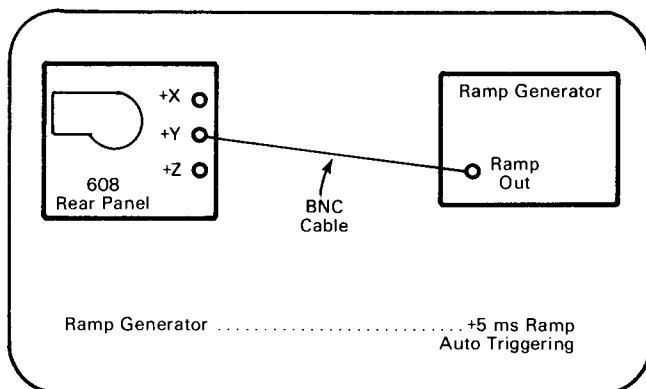 +X
+Y
+Z
608
Rear Panel
BNC
Cable
Ramp Generator
Ramp
Out
Ramp Generator ........................... +5 ms Ramp
Auto Triggering